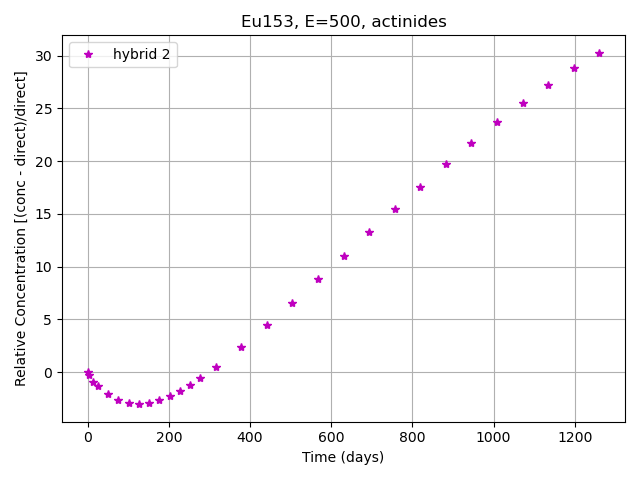 Eu153, E=500, actinides
hybrid 2
Relative Concentration [(conc - direct)/direct]
30
25
20
15
10
5
0
0 200 400 600 800 1000 1200
Time (days)